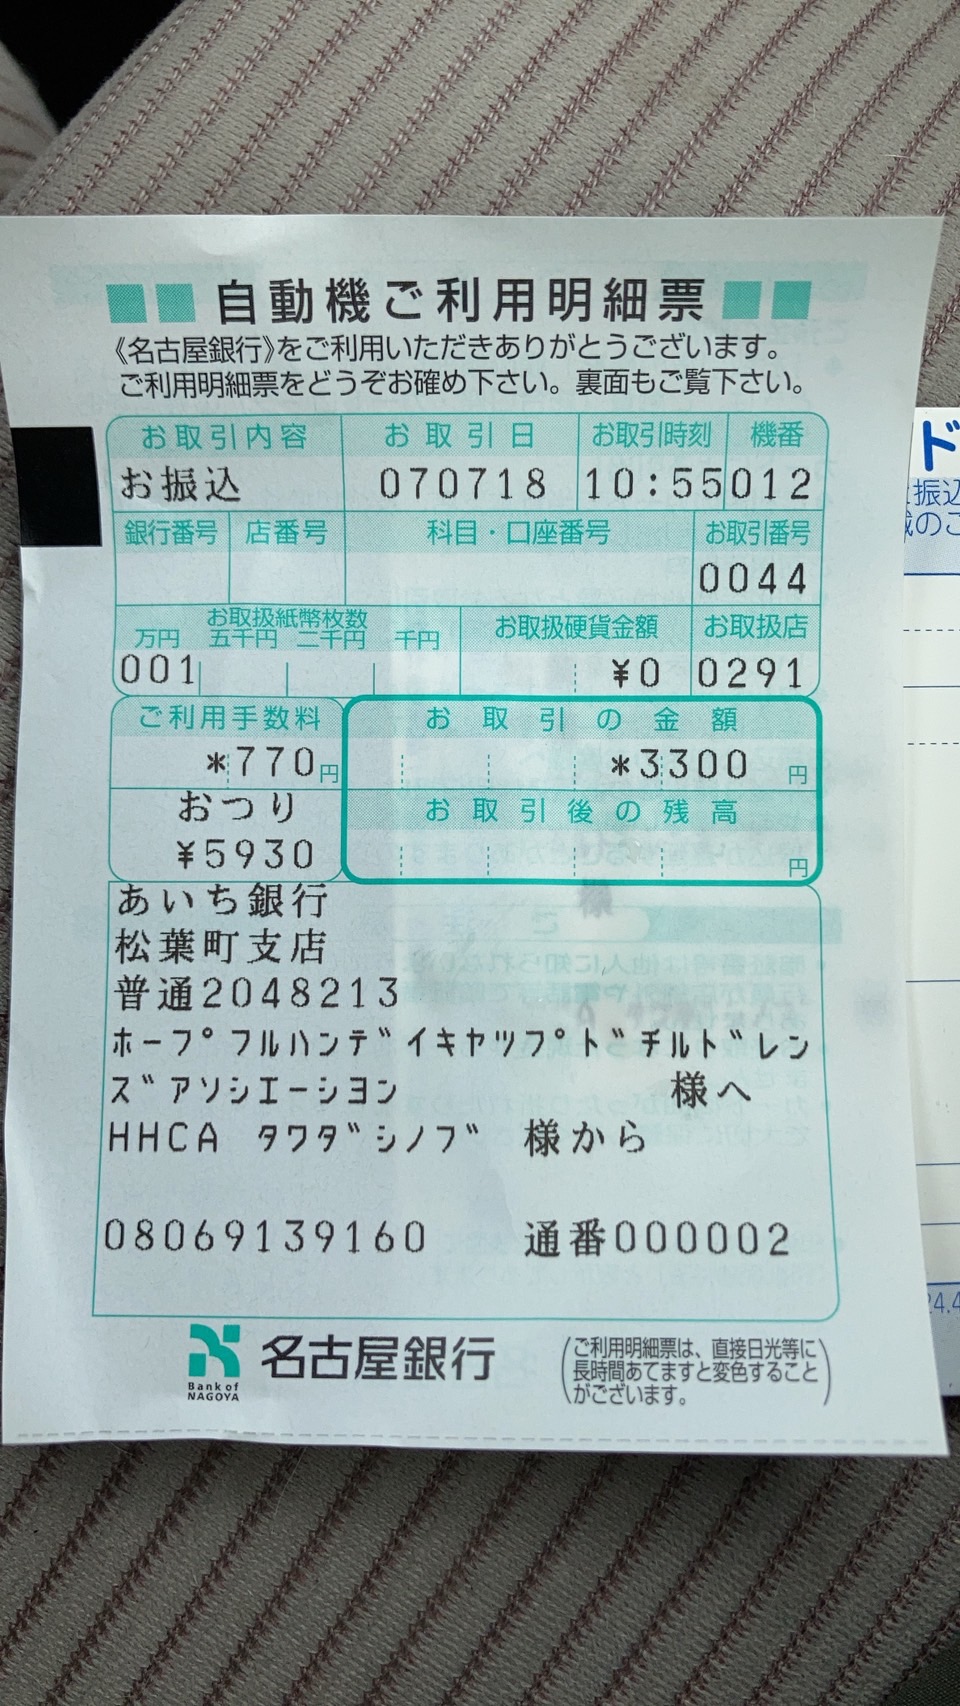 自動機ご利用明細票
《名古屋銀行》をご利用いただきありがとうございます。
ご利用明細票をどうぞお確め下さい。裏面もご覧下さい。
お取引内容 お取引日 お取引時刻 機番
お振込 070718 10:55 012
銀行番号 店番号 科目・口座番号 お取引番号
0044
お取扱紙幣枚数 お取扱硬貨金額 お取扱店
万円 五千円 二千円 千円
001 ¥0 0291
ご利用手数料 お取引の金額
*770円 *3300 円
おつり お取引後の残高
¥5930 円
あいち銀行
松葉町支店
普通2048213
ﾎｰﾌﾟﾌﾙﾊﾝﾃﾞｲｷﾔﾂﾌﾟﾄﾞﾁﾙﾄﾞﾚﾝ
ｽﾞｱｿｼｴｰｼﾖﾝ 様へ
HHCA ﾀﾜﾀﾞｼﾉﾌﾞ 様から
08069139160 通番000002
Bank of NAGOYA
名古屋銀行
(ご利用明細票は、直接日光等に
長時間あてますと変色すること
がございます。)
ド
振込
24.4